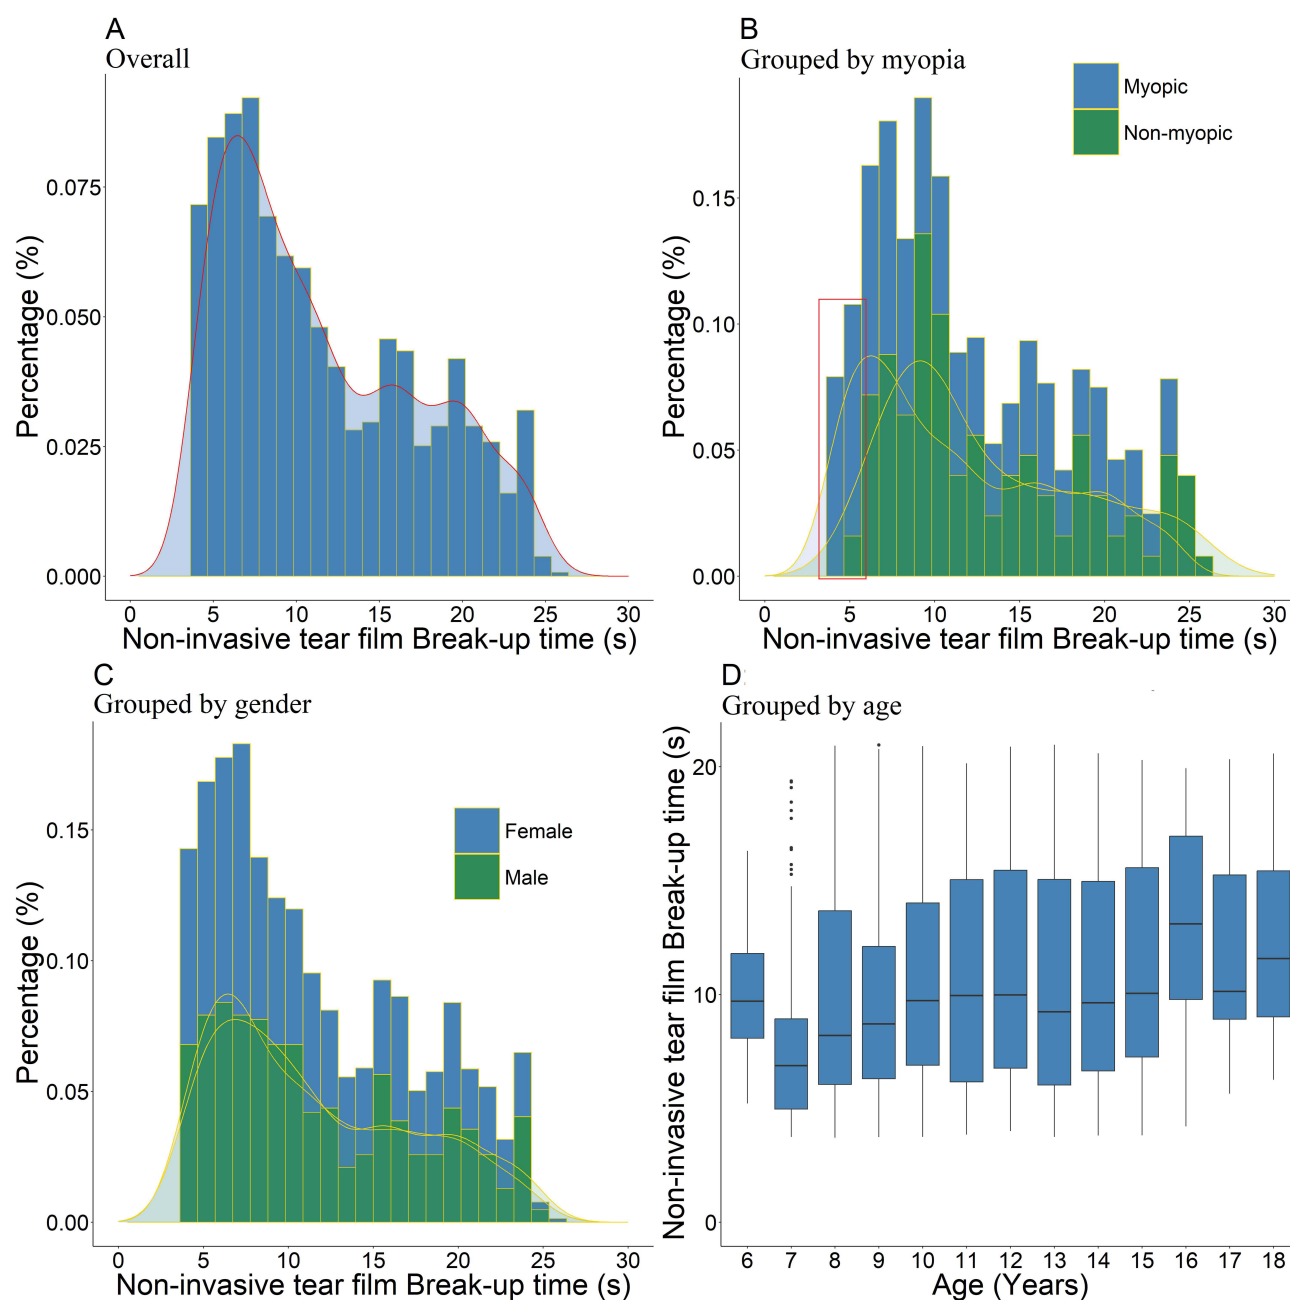 A
Overall
0.075
0.050
0.025
0.000
0 5 10 15 20 25 30
Percentage (%)
Non-invasive tear film Break-up time (s)
B
Grouped by myopia
Myopic
Non-myopic
0.15
0.10
0.05
0.00
0 5 10 15 20 25 30
Percentage (%)
Non-invasive tear film Break-up time (s)
C
Grouped by gender
Female
Male
0.15
0.10
0.05
0.00
0 5 10 15 20 25 30
Percentage (%)
Non-invasive tear film Break-up time (s)
D
Grouped by age
20
10
0
6 7 8 9 10 11 12 13 14 15 16 17 18
Non-invasive tear film Break-up time (s)
Age (Years)